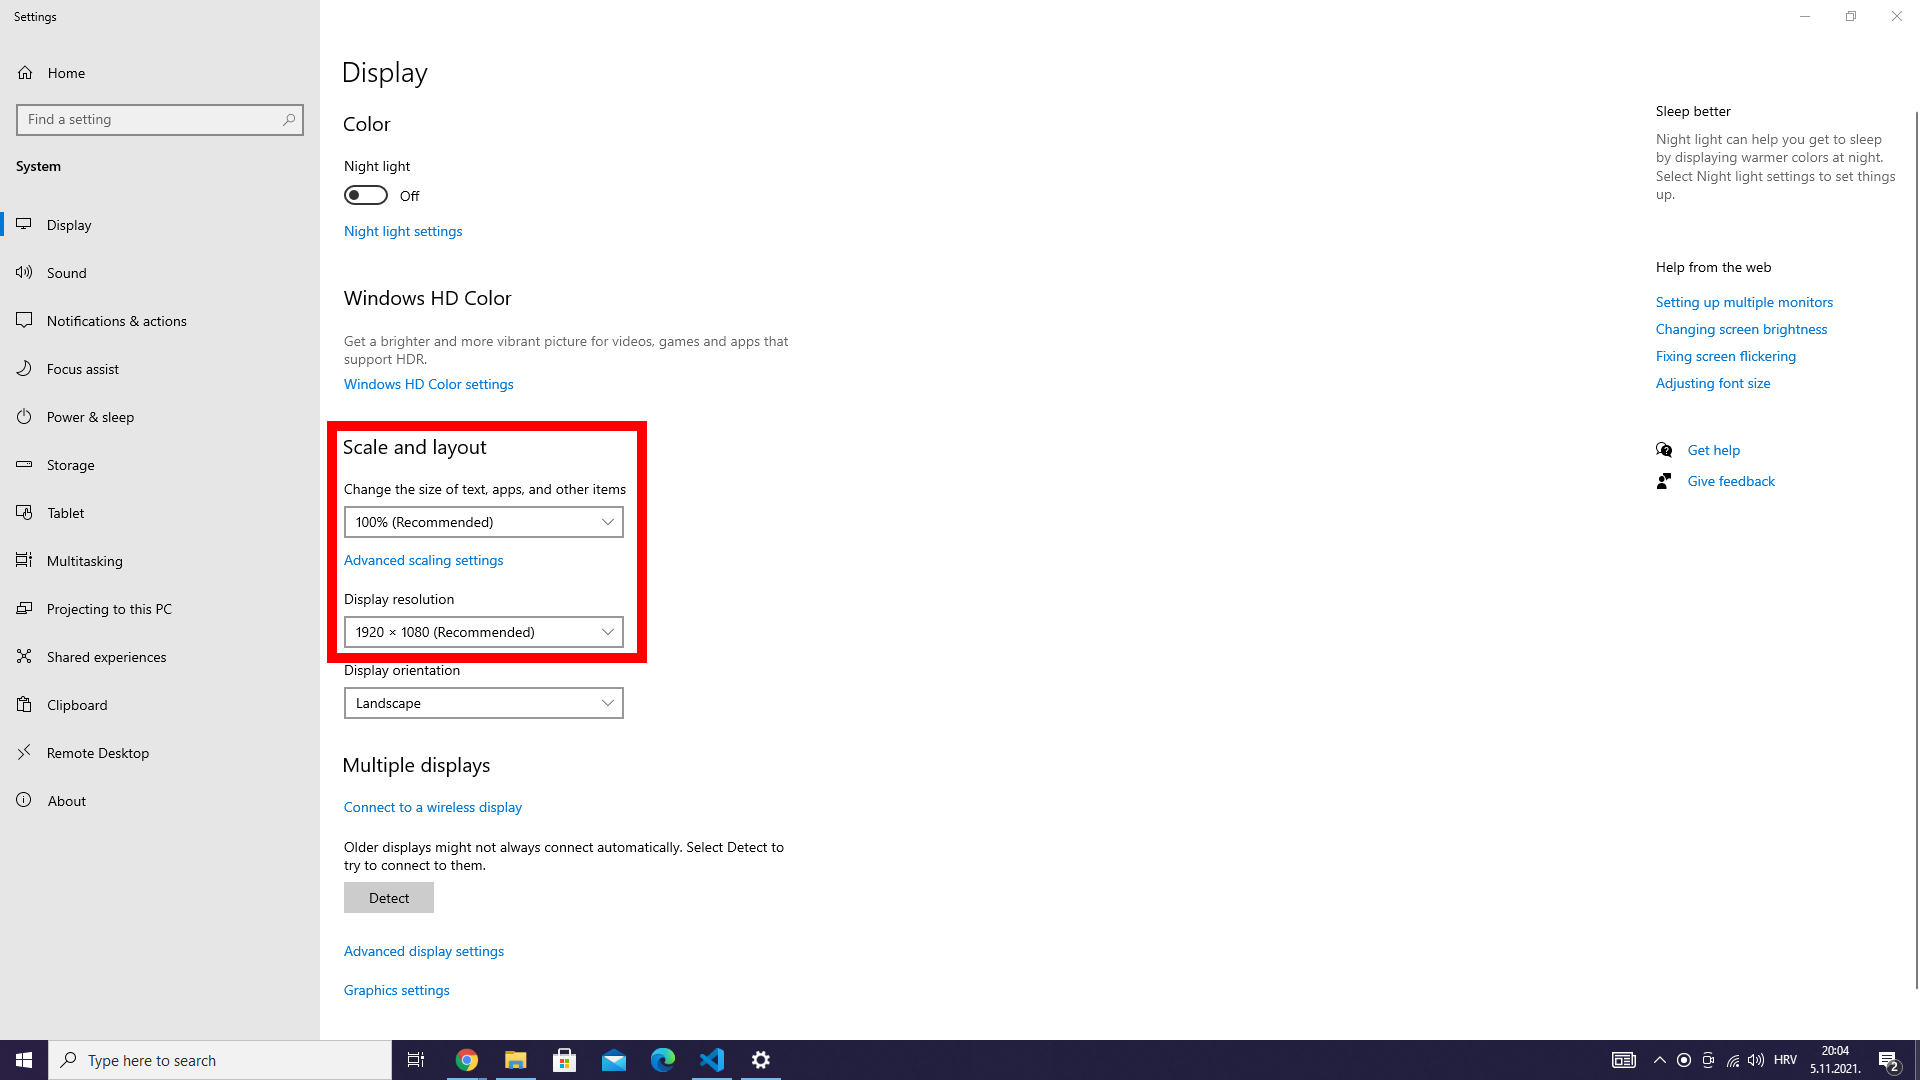 Settings
Home
Find a setting
System
Display
Sound
Notifications & actions
Focus assist
Power & sleep
Storage
Tablet
Multitasking
Projecting to this PC
Shared experiences
Clipboard
Remote Desktop
About
Display
Color
Night light
Off
Night light settings
Windows HD Color
Get a brighter and more vibrant picture for videos, games and apps that
support HDR.
Windows HD Color settings
Scale and layout
Change the size of text, apps, and other items
100% (Recommended)
Advanced scaling settings
Display resolution
1920 × 1080 (Recommended)
Display orientation
Landscape
Multiple displays
Connect to a wireless display
Older displays might not always connect automatically. Select Detect to
try to connect to them.
Detect
Advanced display settings
Graphics settings
Sleep better
Night light can help you get to sleep
by displaying warmer colors at night.
Select Night light settings to set things
up.
Help from the web
Setting up multiple monitors
Changing screen brightness
Fixing screen flickering
Adjusting font size
Get help
Give feedback
Type here to search
HRV
20:04
5.11.2021.
2